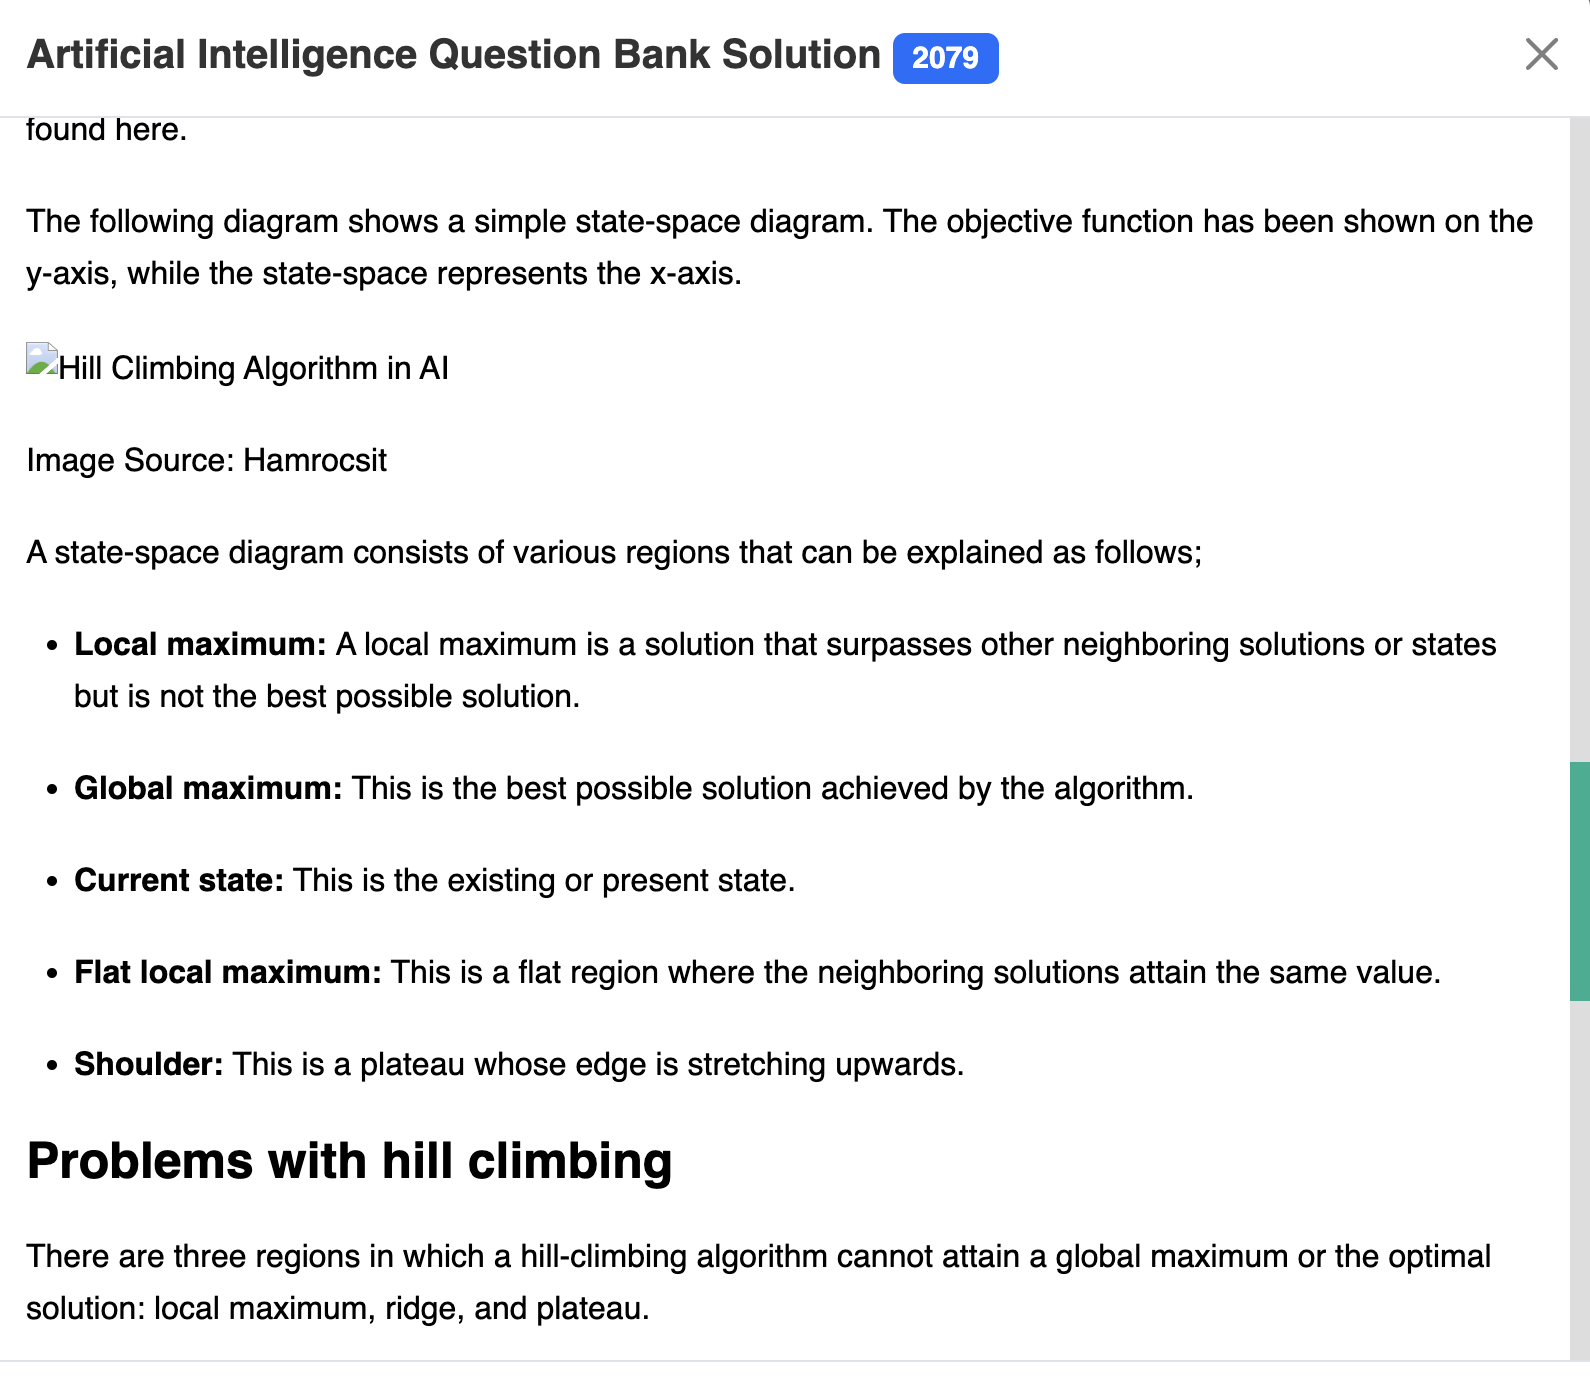 Artificial Intelligence Question Bank Solution 2079
found here.
The following diagram shows a simple state-space diagram. The objective function has been shown on the
y-axis, while the state-space represents the x-axis.
Hill Climbing Algorithm in AI
Image Source: Hamrocsit
A state-space diagram consists of various regions that can be explained as follows;
• Local maximum: A local maximum is a solution that surpasses other neighboring solutions or states
but is not the best possible solution.
• Global maximum: This is the best possible solution achieved by the algorithm.
• Current state: This is the existing or present state.
• Flat local maximum: This is a flat region where the neighboring solutions attain the same value.
• Shoulder: This is a plateau whose edge is stretching upwards.
Problems with hill climbing
There are three regions in which a hill-climbing algorithm cannot attain a global maximum or the optimal
solution: local maximum, ridge, and plateau.